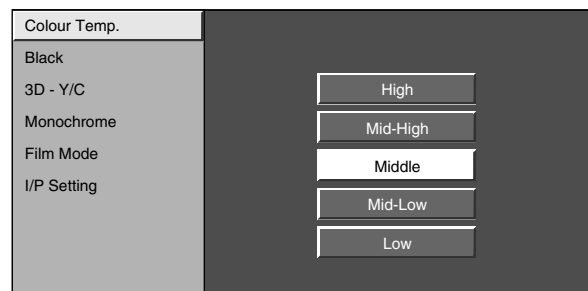 Colour Temp.
Black
3D - Y/C
Monochrome
Film Mode
I/P Setting
High
Mid-High
Middle
Mid-Low
Low